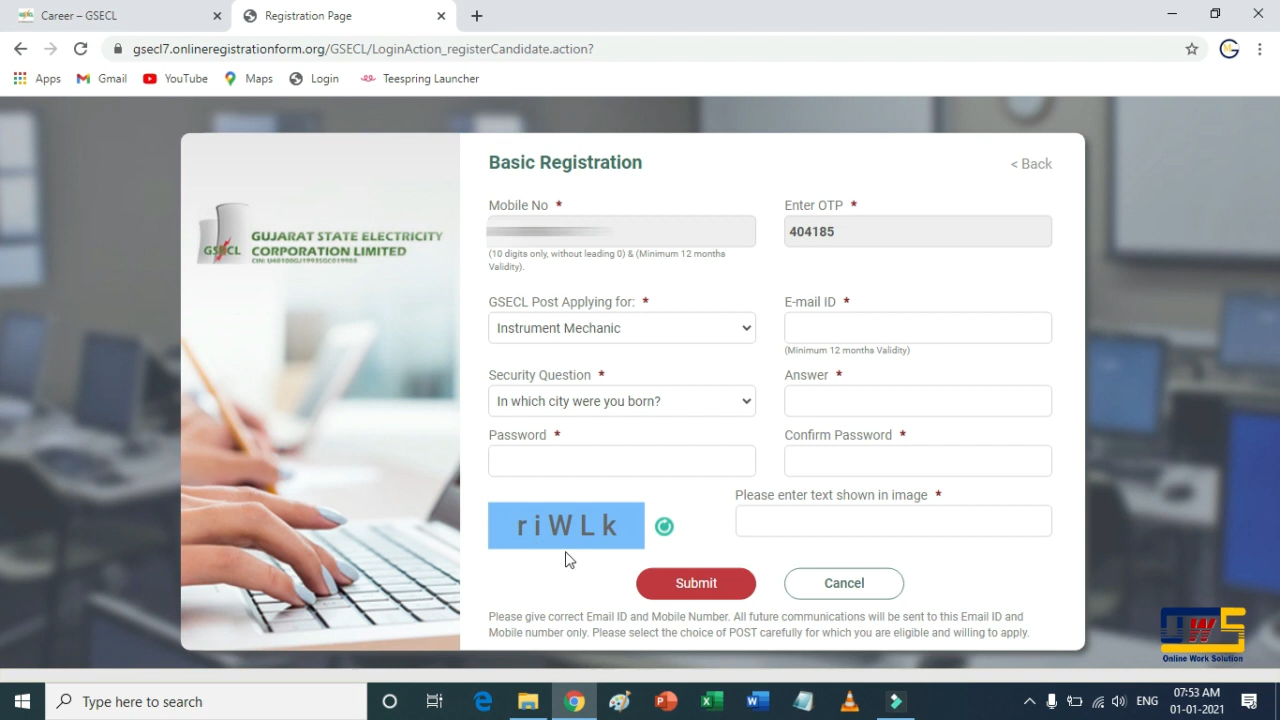 Career – GSECL
Registration Page
gsecl7.onlineregistrationform.org/GSECL/LoginAction_registerCandidate.action?
Apps
Gmail
YouTube
Maps
Login
Teespring Launcher
GSECL
GUJARAT STATE ELECTRICITY
CORPORATION LIMITED
Basic Registration
< Back
Mobile No *
Enter OTP *
404185
(10 digits only, without leading 0) & (Minimum 12 months
Validity).
GSECL Post Applying for: *
E-mail ID *
Instrument Mechanic
(Minimum 12 months Validity)
Security Question *
Answer *
In which city were you born?
Password *
Confirm Password *
Please enter text shown in image *
r i W L k
Submit
Cancel
Please give correct Email ID and Mobile Number. All future communications will be sent to this Email ID and
Mobile number only. Please select the choice of POST carefully for which you are eligible and willing to apply.
OWS
Online Work Solution
Type here to search
ENG
07:53 AM
01-01-2021